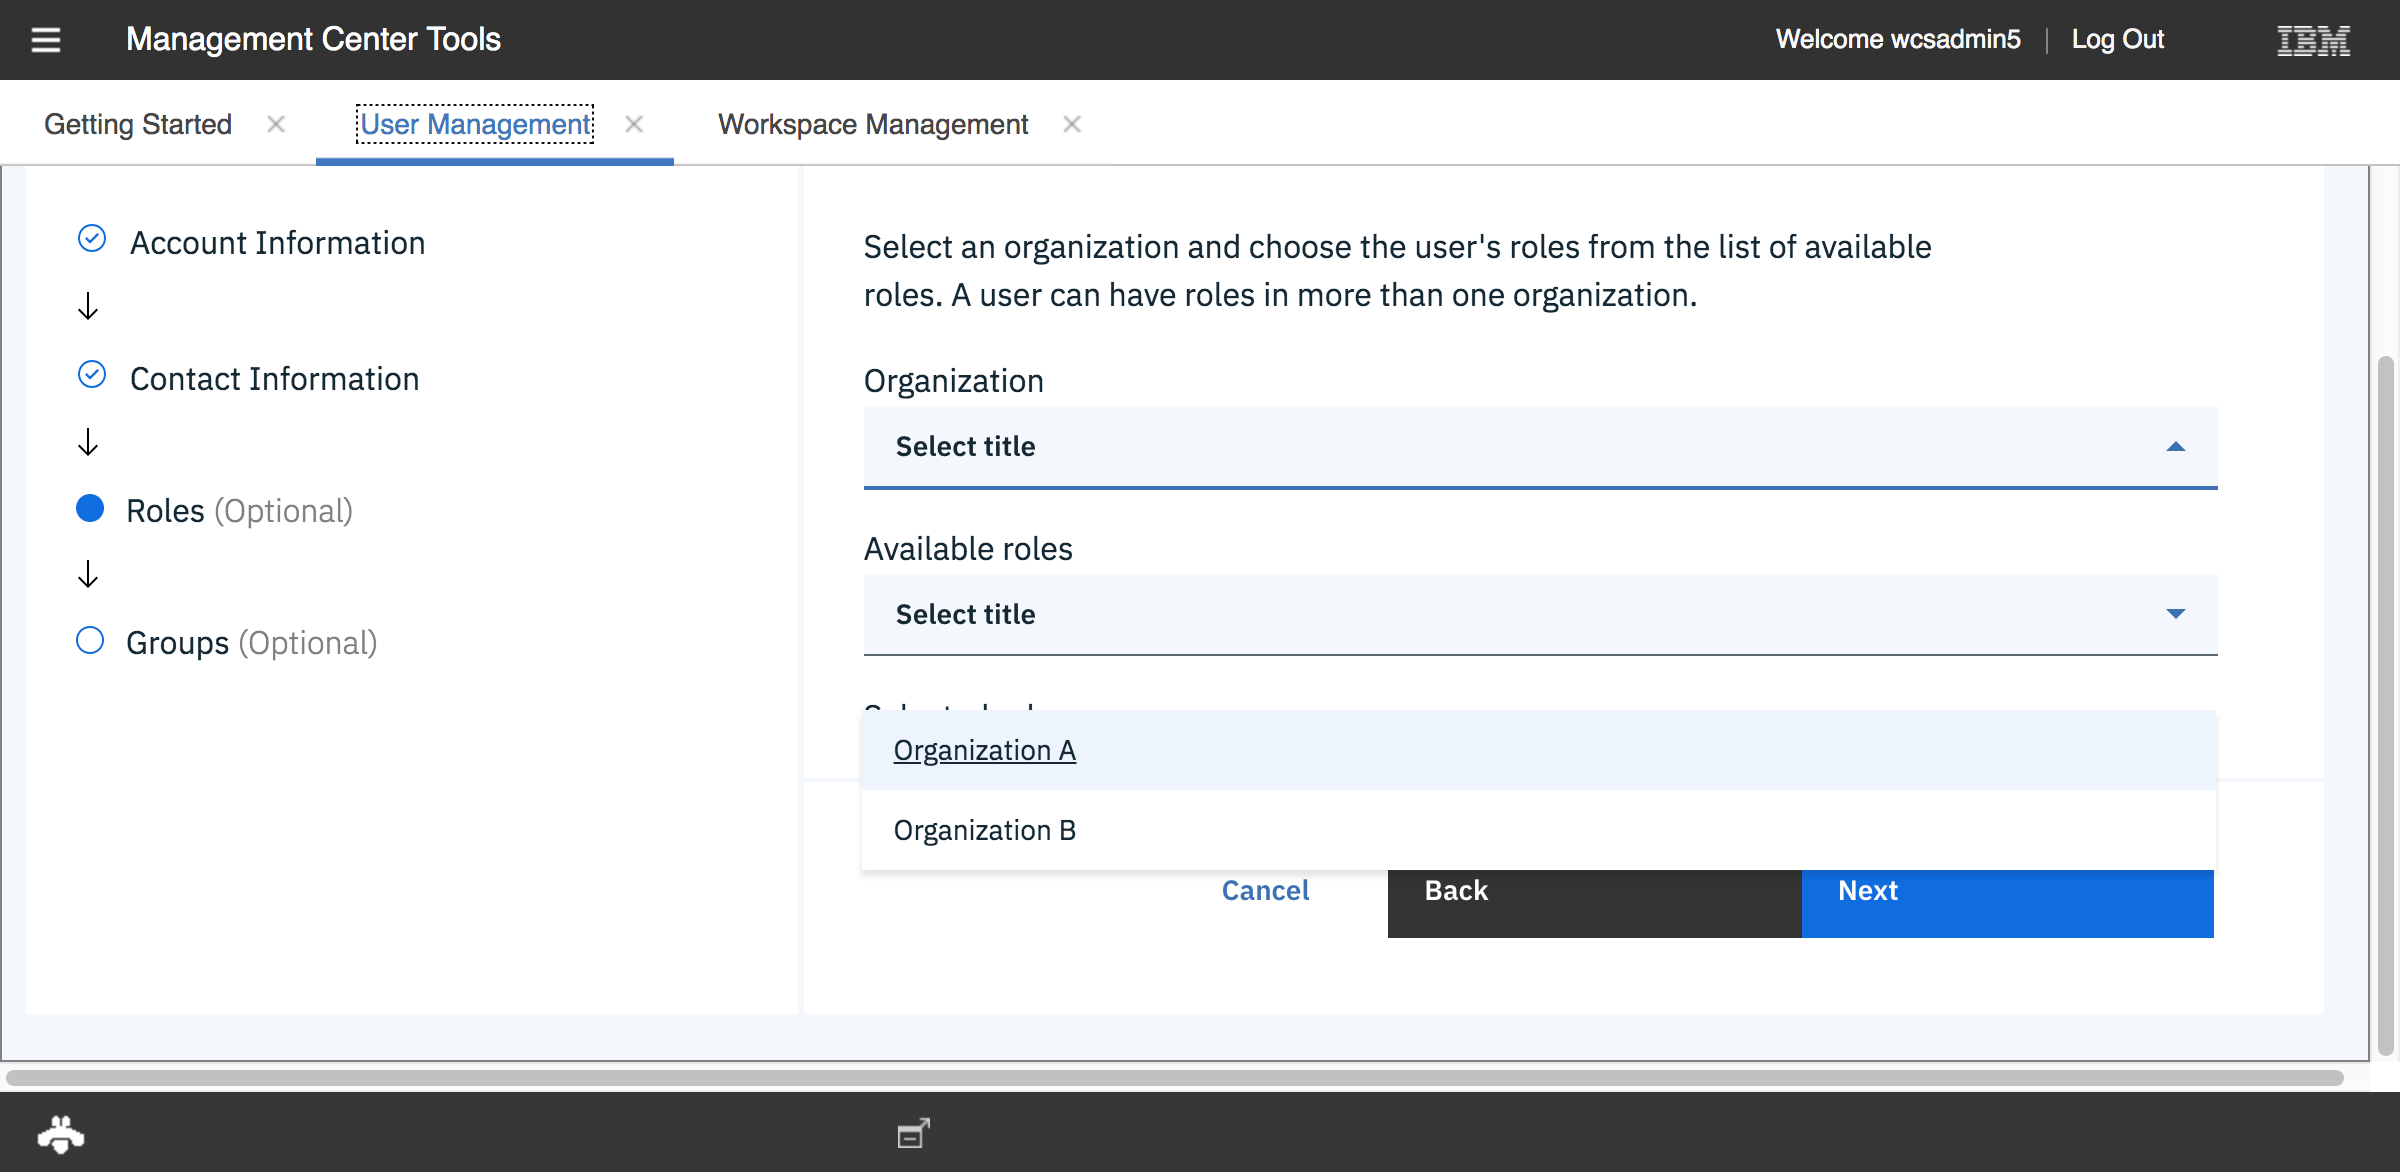 Management Center Tools
Welcome wcsadmin5 | Log Out
IBM
Getting Started
User Management
Workspace Management
Account Information
Contact Information
Roles (Optional)
Groups (Optional)
Select an organization and choose the user's roles from the list of available
roles. A user can have roles in more than one organization.
Organization
Select title
Available roles
Select title
Organization A
Organization B
Cancel
Back
Next